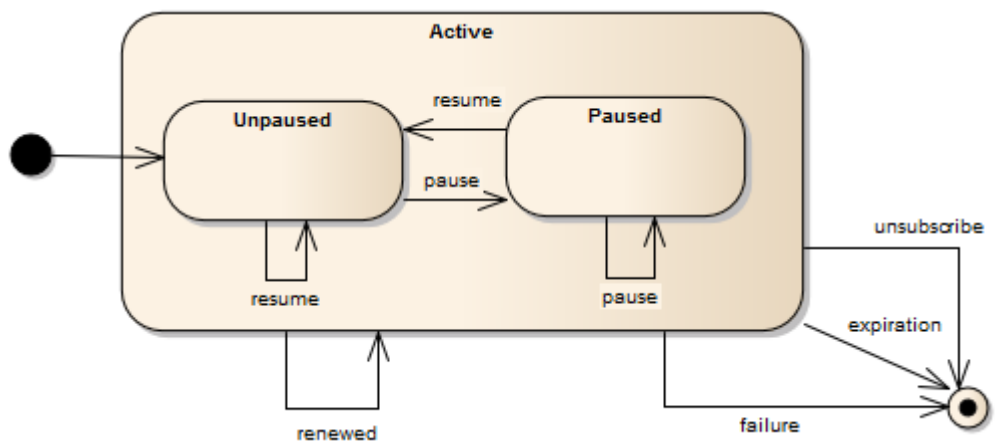 Active
resume
Unpaused
Paused
pause
unsubscribe
resume
pause
expiration
failure
renewed